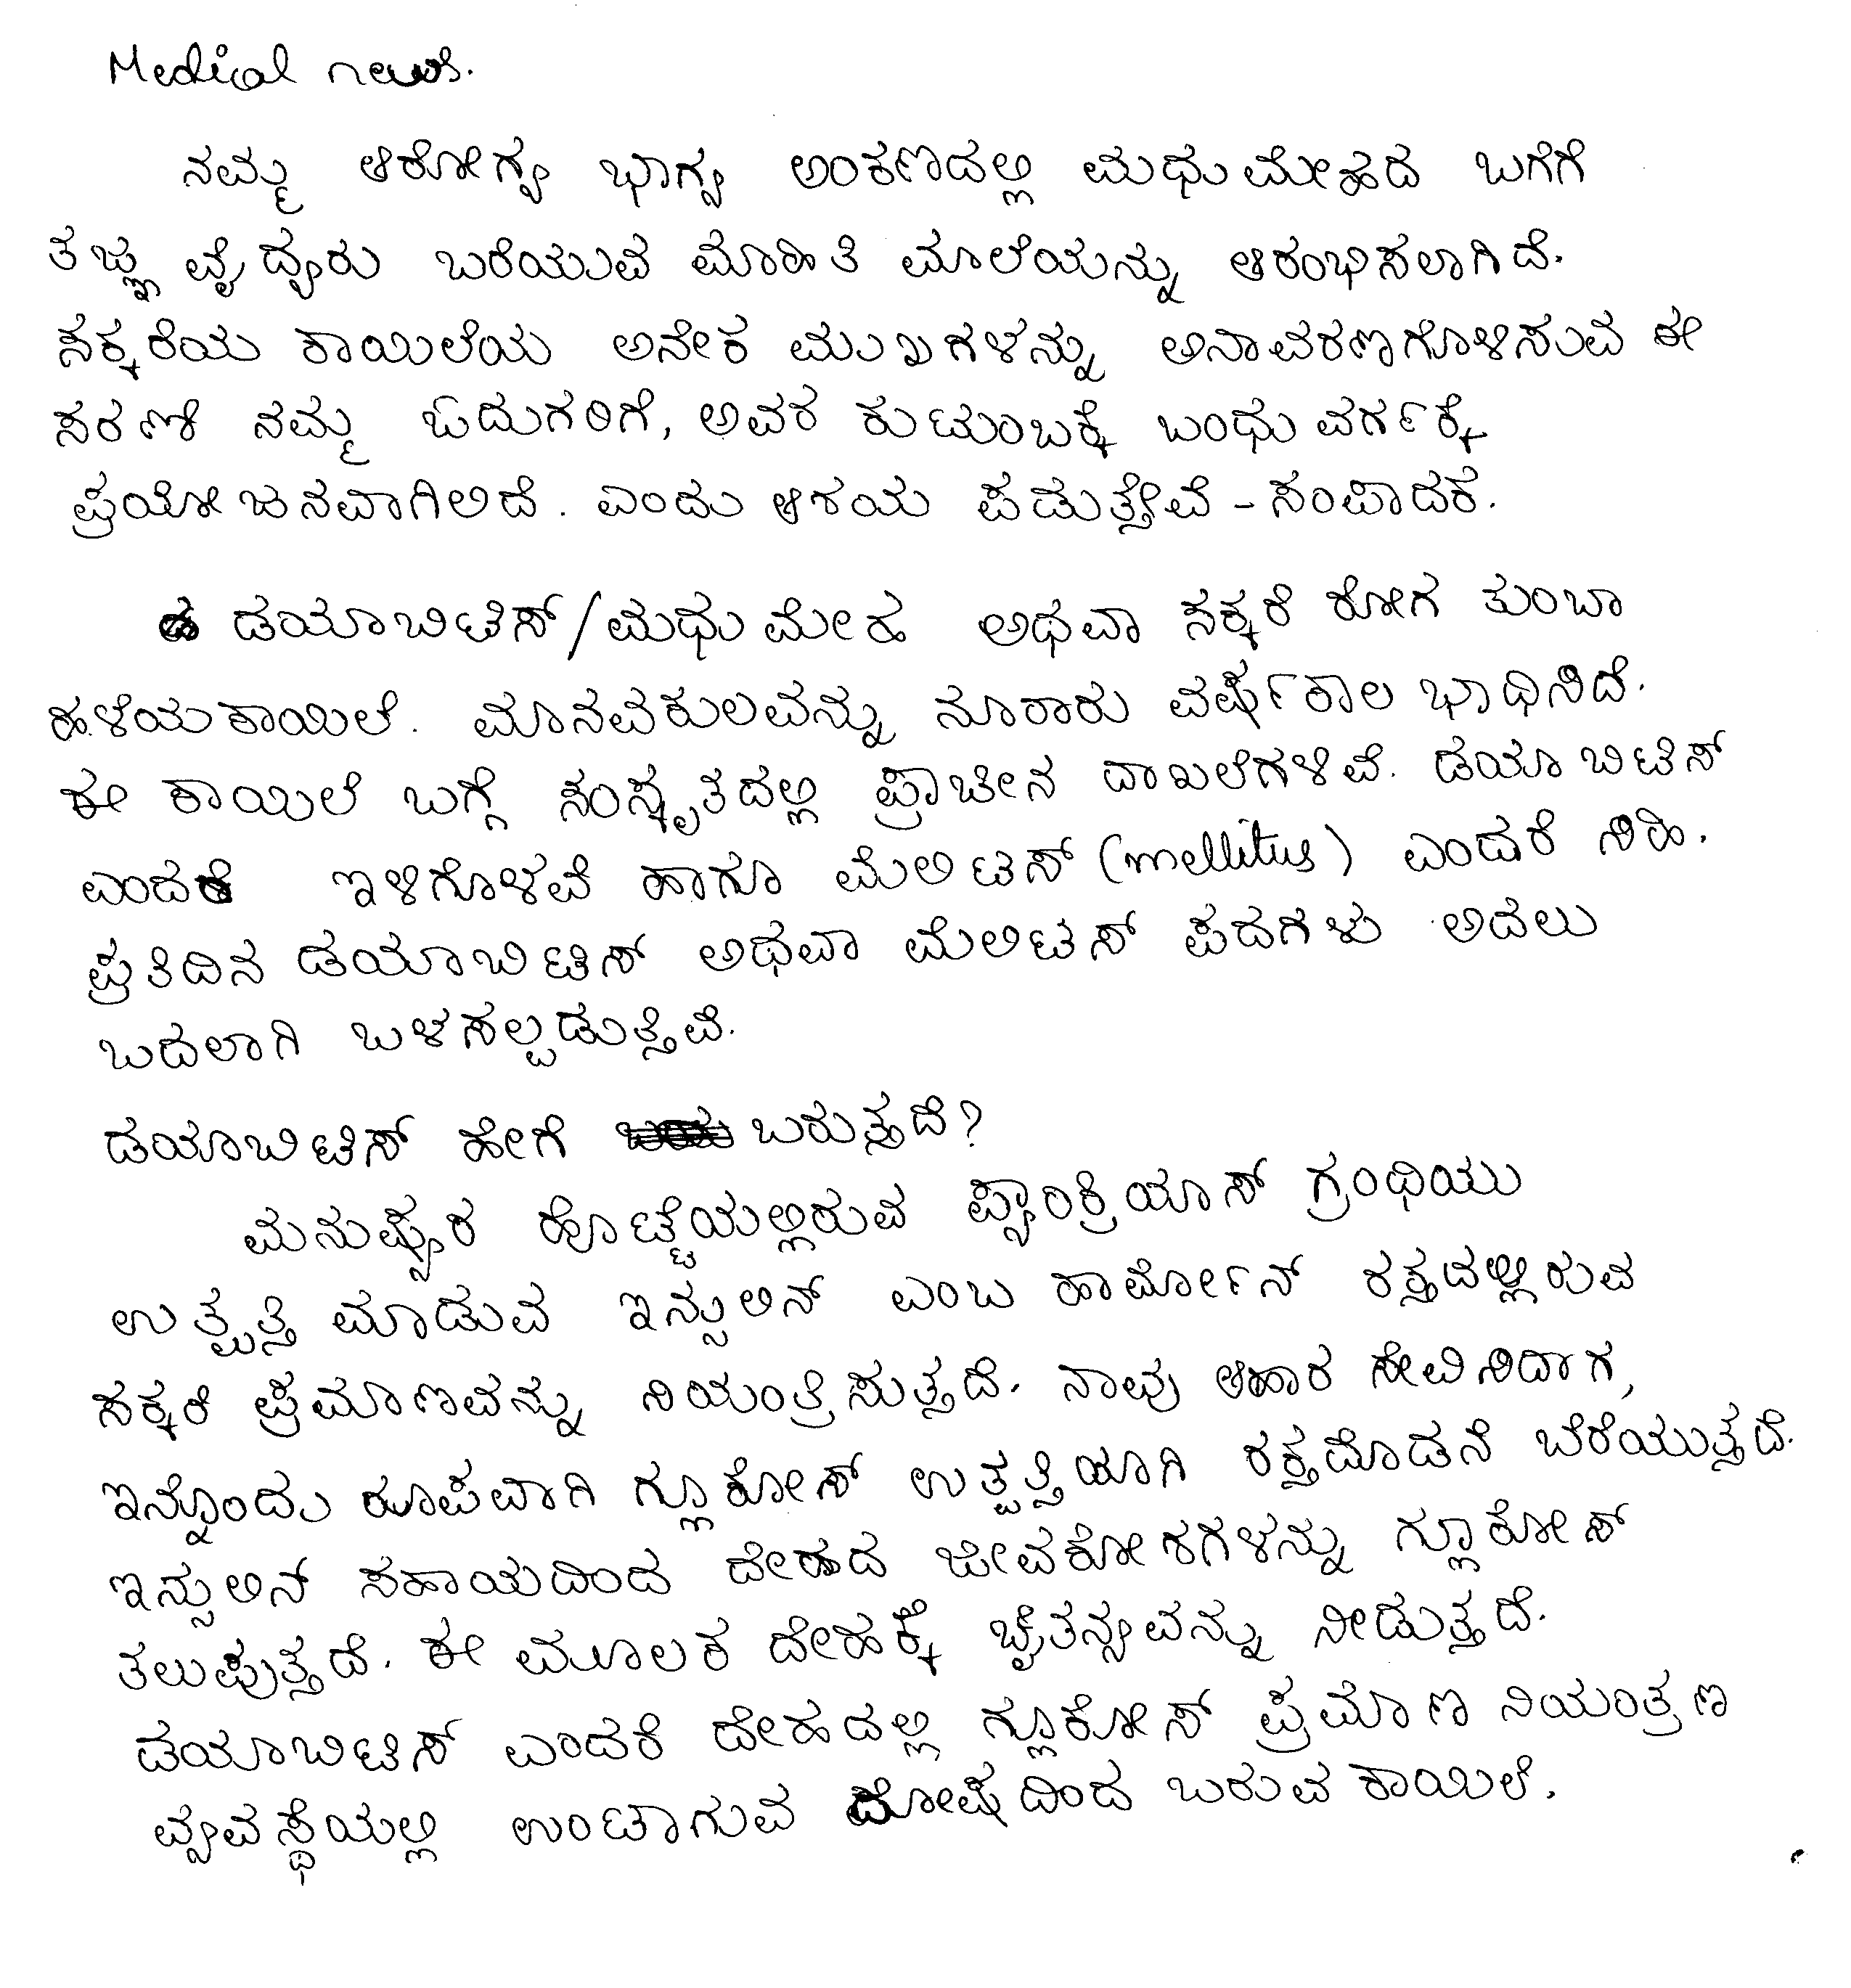 Medical news.
ನಮ್ಮ ಆರೋಗ್ಯ ಭಾಗ್ಯ ಅಂಕಣದಲ್ಲಿ ಮಧುಮೇಹದ ಬಗೆಗೆ
ತಜ್ಞ ವೈದ್ಯರು ಬರೆಯುವ ಮಾಹಿತಿ ಮಾಲೆಯನ್ನು ಆರಂಭಿಸಲಾಗಿದೆ.
ಸಕ್ಕರೆಯ ಕಾಯಿಲೆಯ ಅನೇಕ ಮುಖಗಳನ್ನು ಅನಾವರಣಗೊಳಿಸುವ ಈ
ಸರಣಿ ನಮ್ಮ ಓದುಗರಿಗೆ, ಅವರ ಕುಟುಂಬಕ್ಕೆ ಬಂಧು ವರ್ಗಕ್ಕೆ
ಪ್ರಯೋಜನವಾಗಿಲಿದೆ. ಎಂದು ಆಶಯ ಪಡುತ್ತೇವೆ - ಸಂಪಾದಕ.
ಡಯಾಬಿಟಿಸ್/ಮಧುಮೇಹ ಅಥವಾ ಸಕ್ಕರೆ ರೋಗ ತುಂಬಾ
ಹಳೆಯಕಾಯಿಲೆ. ಮಾನವಕುಲವನ್ನು ನೂರಾರು ವರ್ಷಕಾಲ ಭಾಧಿಸಿದೆ.
ಈ ಕಾಯಿಲೆ ಬಗ್ಗೆ ಸಂಸ್ಕೃತದಲ್ಲಿ ಪ್ರಾಚೀನ ದಾಖಲೆಗಳಿವೆ. ಡಯಾಬಿಟಿಸ್
ಎಂದರೆ ಇಳಿಗೊಳವೆ ಹಾಗೂ ಮೆಲಿಟಸ್ (mellitus) ಎಂದರೆ ಸಿಹಿ.
ಪ್ರತಿದಿನ ಡಯಾಬಿಟಿಸ್ ಅಥವಾ ಮೆಲಿಟಸ್ ಪದಗಳು ಅದಲು
ಬದಲಾಗಿ ಬಳಸಲ್ಪಡುತ್ತಿವೆ.
ಡಯಾಬಿಟಿಸ್ ಹೇಗೆ ಬರುತ್ತದೆ?
ಮನುಷ್ಯರ ಹೊಟ್ಟೆಯಲ್ಲಿರುವ ಪ್ಯಾಂಕ್ರಿಯಾಸ್ ಗ್ರಂಥಿಯು
ಉತ್ಪತ್ತಿ ಮಾಡುವ ಇನ್ಸುಲಿನ್ ಎಂಬ ಹಾರ್ಮೋನ್ ರಕ್ತದಲ್ಲಿರುವ
ಸಕ್ಕರೆ ಪ್ರಮಾಣವನ್ನು ನಿಯಂತ್ರಿಸುತ್ತದೆ. ನಾವು ಆಹಾರ ಸೇವಿಸಿದಾಗ,
ಇನ್ನೊಂದು ರೂಪವಾಗಿ ಗ್ಲೂಕೋಸ್ ಉತ್ಪತ್ತಿಯಾಗಿ ರಕ್ತದೊಡನೆ ಬೆರೆಯುತ್ತದೆ.
ಇನ್ಸುಲಿನ್ ಸಹಾಯದಿಂದ ದೇಹದ ಜೀವಕೋಶಗಳನ್ನು ಗ್ಲೂಕೋಸ್
ತಲುಪುತ್ತದೆ. ಈ ಮೂಲಕ ದೇಹಕ್ಕೆ ಚೈತನ್ಯವನ್ನು ನೀಡುತ್ತದೆ.
ಡಯಾಬಿಟಿಸ್ ಎಂದರೆ ದೇಹದಲ್ಲಿ ಗ್ಲೂಕೋಸ್ ಪ್ರಮಾಣ ನಿಯಂತ್ರಣ
ವ್ಯವಸ್ಥೆಯಲ್ಲಿ ಉಂಟಾಗುವ ದೋಷದಿಂದ ಬರುವ ಕಾಯಿಲೆ.